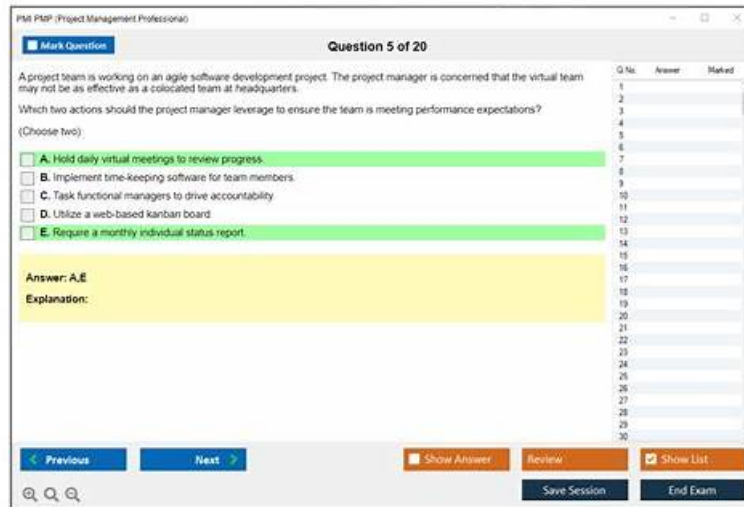 PMI PMP (Project Management Professional)
Mark Question
Question 5 of 20
A project team is working on an agile software development project. The project manager is concerned that the virtual team
may not be as effective as a colocated team at headquarters.
Which two actions should the project manager leverage to ensure the team is meeting performance expectations?
(Choose two)
A. Hold daily virtual meetings to review progress.
B. Implement time-keeping software for team members.
C. Task functional managers to drive accountability
D. Utilize a web-based kanban board
E. Require a monthly individual status report.
Answer: A,E
Explanation:
Q No. Answer Marked
1
2
3
4
5
6
7
8
9
10
11
12
13
14
15
16
17
18
19
20
21
22
23
24
25
26
27
28
29
30
Previous
Next
Show Answer
Review
Show List
Save Session
End Exam